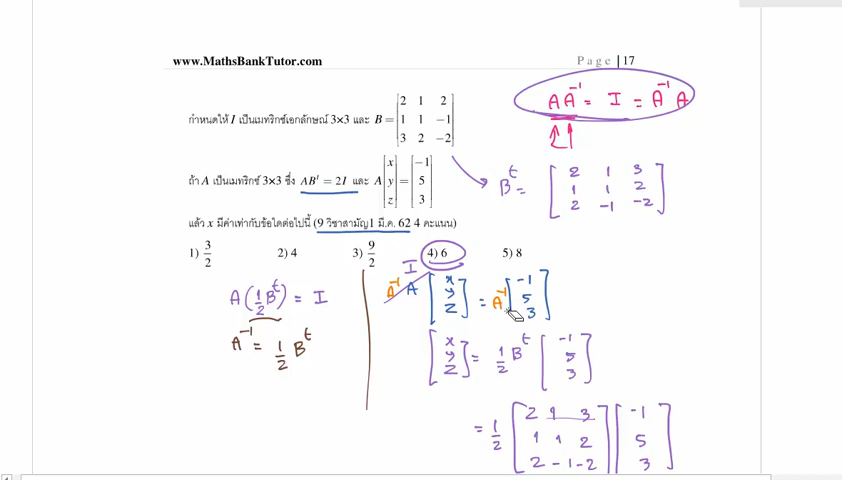 www.MathsBankTutor.com
Page | 17
A A⁻¹ = I = A⁻¹ A
กำหนดให้ I เป็นเมทริกซ์เอกลักษณ์ 3×3 และ B = [2 1 2
1 1 −1
3 2 −2]
Bᵗ = [2 1 3
1 1 2
2 -1 -2]
ถ้า A เป็นเมทริกซ์ 3×3 ซึ่ง ABᵗ = 2I และ A [x y z] = [−1 5 3]
แล้ว x มีค่าเท่ากับข้อใดต่อไปนี้ (9 วิชาสามัญ1 มี.ค. 62 4 คะแนน)
1) 3/2 2) 4 3) 9/2 4) 6 5) 8
A(1/2 Bᵗ) = I
A⁻¹ = 1/2 Bᵗ
I
A⁻¹ A [x y z] = A⁻¹ [-1 5 3]
[x y z] = 1/2 Bᵗ [-1 5 3]
= 1/2 [2 1 3
1 1 2
2 -1 -2] [-1 5 3]